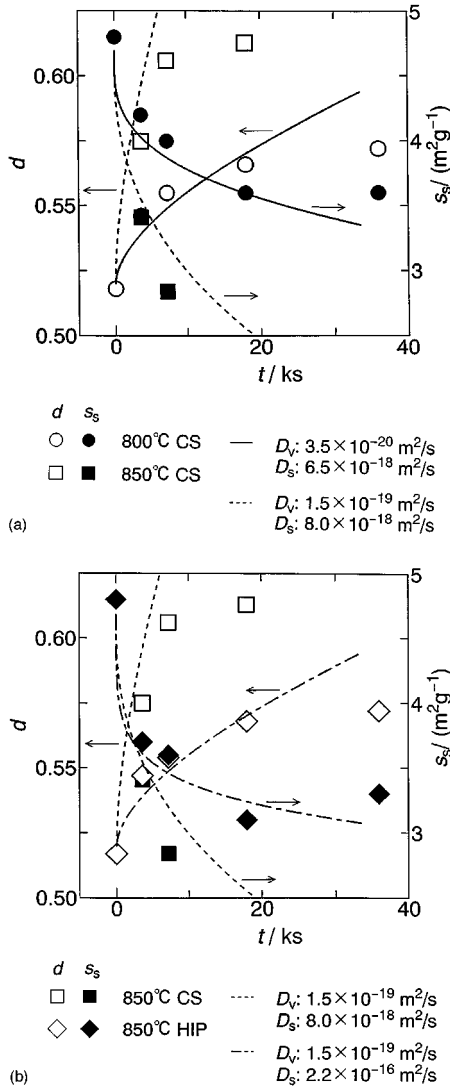 5
0.60
4
d
s_s / (m²g⁻¹)
0.55
3
0.50
0
20
40
t / ks
d s_s
800°C CS
850°C CS
D_v: 3.5×10⁻²⁰ m²/s
D_s: 6.5×10⁻¹⁸ m²/s
D_v: 1.5×10⁻¹⁹ m²/s
D_s: 8.0×10⁻¹⁸ m²/s
(a)
5
0.60
4
d
s_s / (m²g⁻¹)
0.55
3
0.50
0
20
40
t / ks
d s_s
850°C CS
850°C HIP
D_v: 1.5×10⁻¹⁹ m²/s
D_s: 8.0×10⁻¹⁸ m²/s
D_v: 1.5×10⁻¹⁹ m²/s
D_s: 2.2×10⁻¹⁶ m²/s
(b)